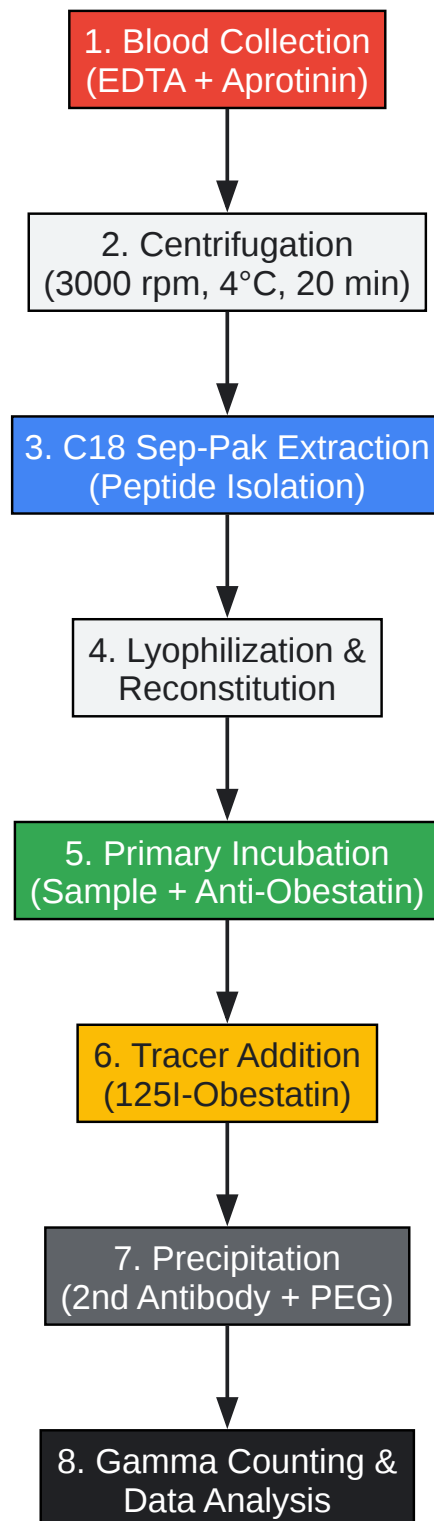 1. Blood Collection
(EDTA + Aprotinin)
2. Centrifugation
(3000 rpm, 4°C, 20 min)
3. C18 Sep-Pak Extraction
(Peptide Isolation)
4. Lyophilization &
Reconstitution
5. Primary Incubation
(Sample + Anti-Obestatin)
6. Tracer Addition
(125I-Obestatin)
7. Precipitation
(2nd Antibody + PEG)
8. Gamma Counting &
Data Analysis